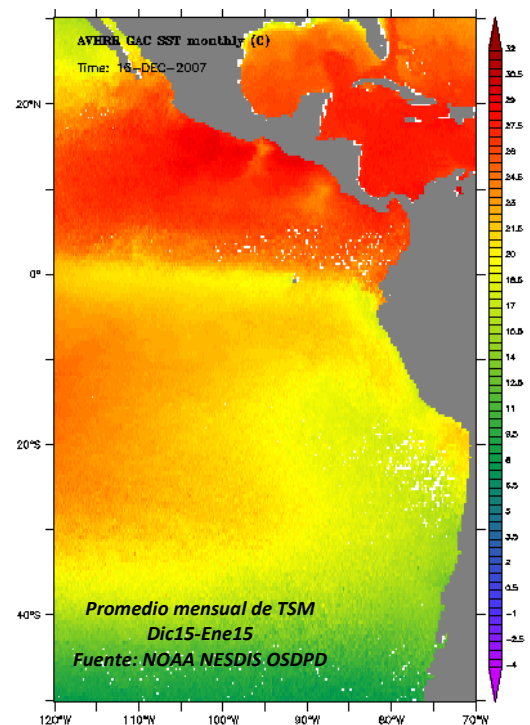 AVHRR GAC SST monthly (C)
Time: 16-DEC-2007
20°N
0°
20°S
40°S
120°W 110°W 100°W 90°W 80°W 70°W
32
30.5
29
27.5
26
24.5
23
21.5
20
18.5
17
15.5
14
12.5
11
9.5
8
6.5
5
3.5
2
0.5
-1
-2.5
-4
Promedio mensual de TSM
Dic15-Ene15
Fuente: NOAA NESDIS OSDPD